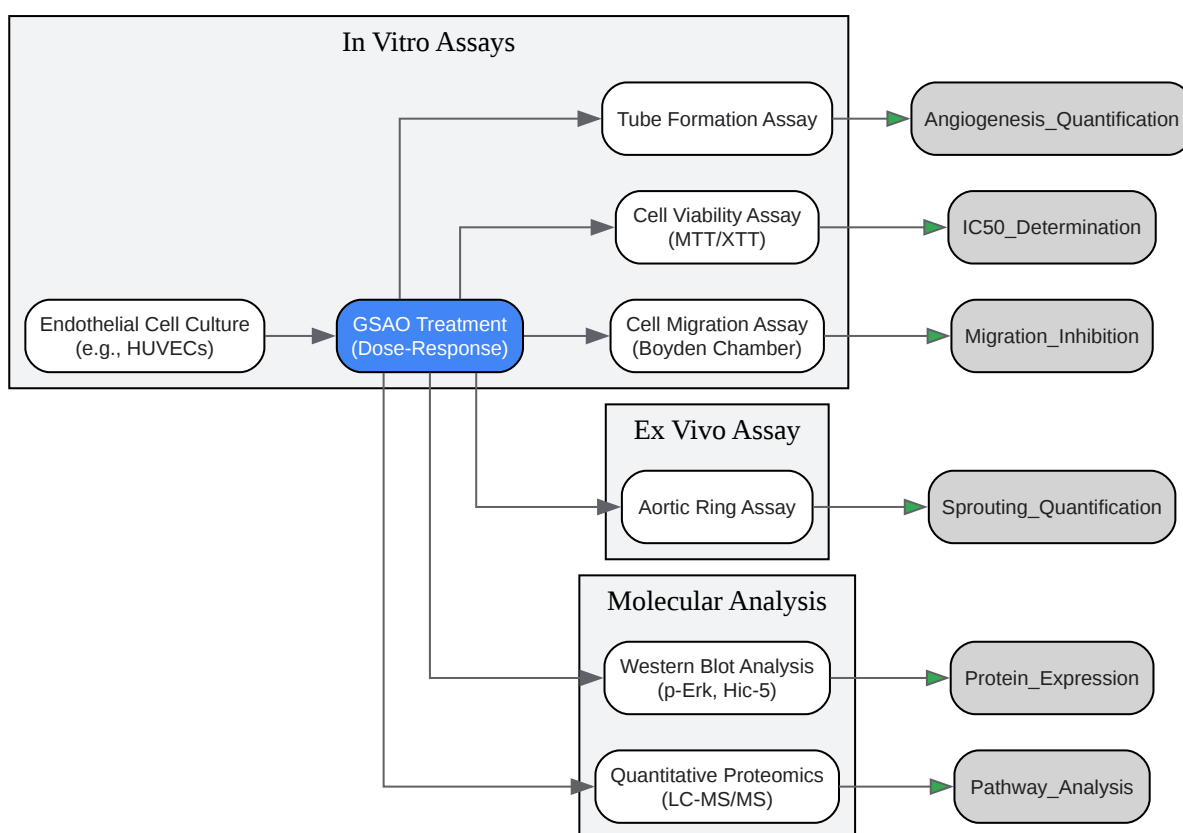 In Vitro Assays
Tube Formation Assay
Angiogenesis_Quantification
Cell Viability Assay
(MTT/XTT)
IC50_Determination
Endothelial Cell Culture
(e.g., HUVECs)
GSAO Treatment
(Dose-Response)
Cell Migration Assay
(Boyden Chamber)
Migration_Inhibition
Ex Vivo Assay
Aortic Ring Assay
Sprouting_Quantification
Molecular Analysis
Western Blot Analysis
(p-Erk, Hic-5)
Protein_Expression
Quantitative Proteomics
(LC-MS/MS)
Pathway_Analysis